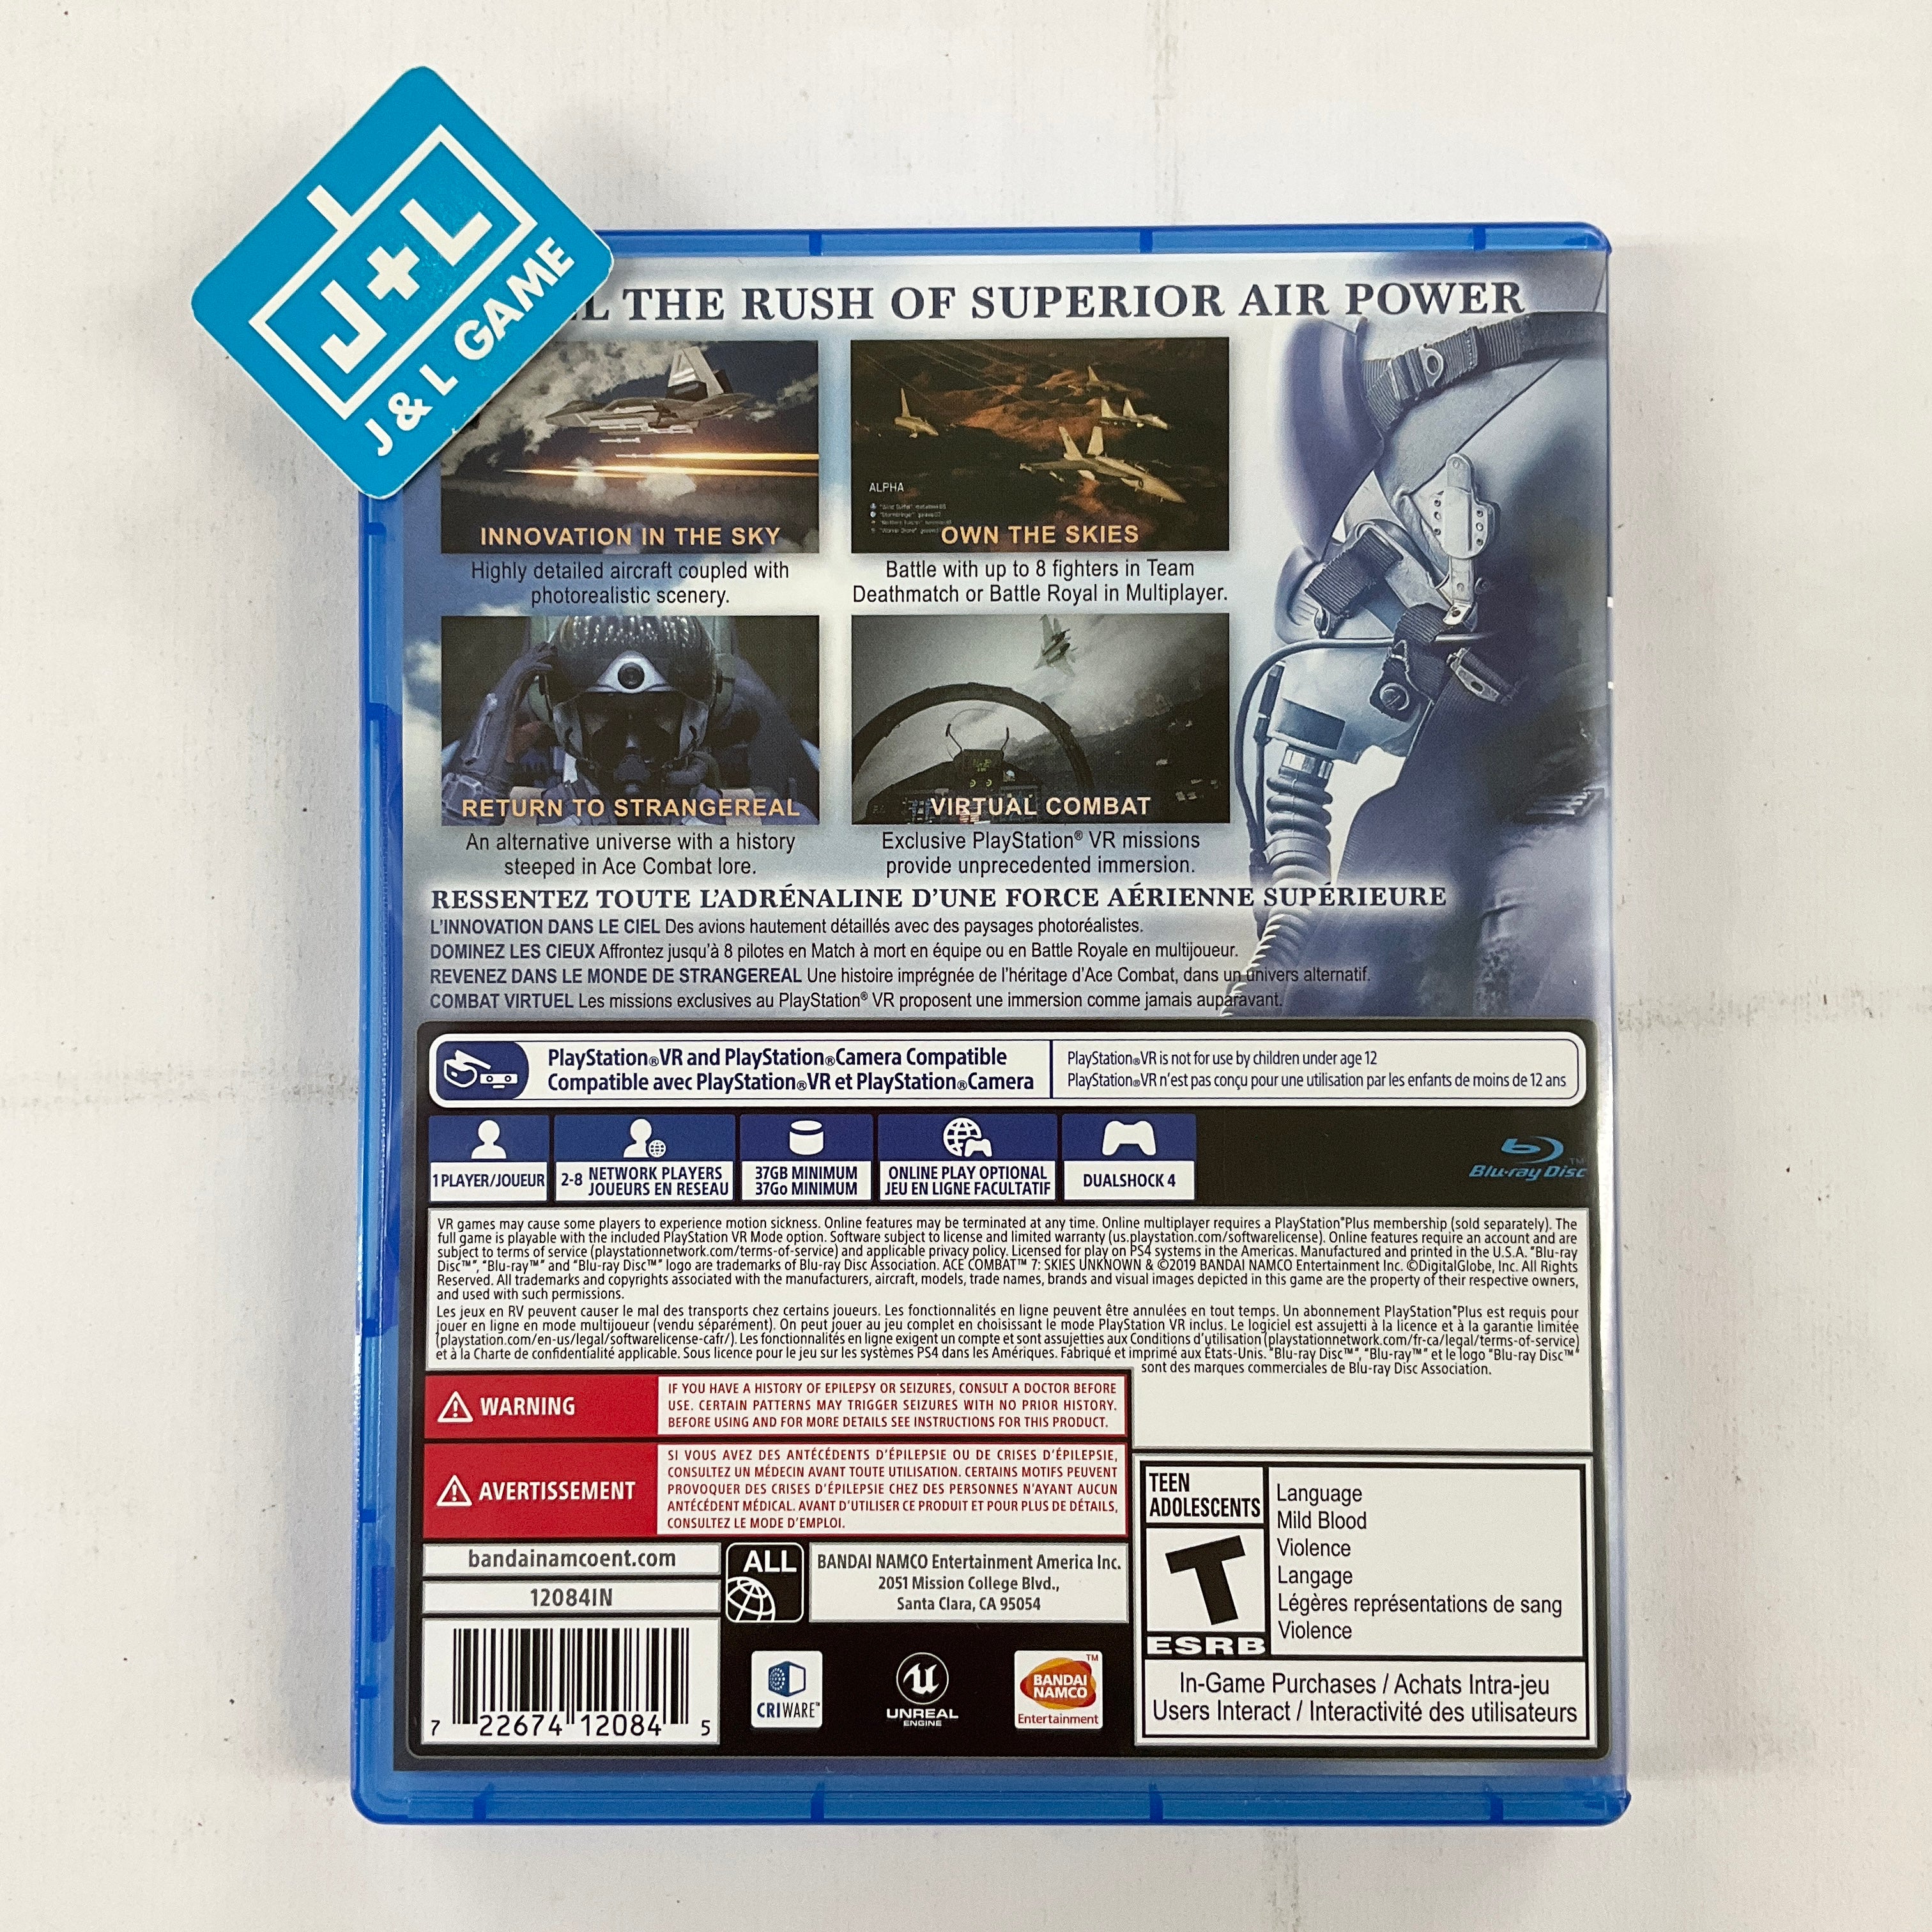 J+L
J & L GAME
THE RUSH OF SUPERIOR AIR POWER
INNOVATION IN THE SKY
Highly detailed aircraft coupled with
photorealistic scenery.
ALPHA
OWN THE SKIES
Battle with up to 8 fighters in Team
Deathmatch or Battle Royal in Multiplayer.
RETURN TO STRANGEREAL
An alternative universe with a history
steeped in Ace Combat lore.
VIRTUAL COMBAT
Exclusive PlayStation® VR missions
provide unprecedented immersion.
RESSENTEZ TOUTE L'ADRÉNALINE D'UNE FORCE AÉRIENNE SUPÉRIEURE
L'INNOVATION DANS LE CIEL Des avions hautement détaillés avec des paysages photoréalistes.
DOMINEZ LES CIEUX Affrontez jusqu'à 8 pilotes en Match à mort en équipe ou en Battle Royale en multijoueur.
REVENEZ DANS LE MONDE DE STRANGEREAL Une histoire imprégnée de l'héritage d'Ace Combat, dans un univers alternatif.
COMBAT VIRTUEL Les missions exclusives au PlayStation® VR proposent une immersion comme jamais auparavant.
PlayStation®VR and PlayStation®Camera Compatible
Compatible avec PlayStation®VR et PlayStation®Camera
PlayStation®VR is not for use by children under age 12
PlayStation®VR n'est pas conçu pour une utilisation par les enfants de moins de 12 ans
1 PLAYER/JOUEUR
2-8 NETWORK PLAYERS
JOUEURS EN RESEAU
37GB MINIMUM
37Go MINIMUM
ONLINE PLAY OPTIONAL
JEU EN LIGNE FACULTATIF
DUALSHOCK 4
Blu-ray Disc™
VR games may cause some players to experience motion sickness. Online features may be terminated at any time. Online multiplayer requires a PlayStation®Plus membership (sold separately). The
full game is playable with the included PlayStation VR Mode option. Software subject to license and limited warranty (us.playstation.com/softwarelicense). Online features require an account and are
subject to terms of service (playstationnetwork.com/terms-of-service) and applicable privacy policy. Licensed for play on PS4 systems in the Americas. Manufactured and printed in the U.S.A. "Blu-ray
Disc™", "Blu-ray™" and "Blu-ray Disc™" logo are trademarks of Blu-ray Disc Association. ACE COMBAT™ 7: SKIES UNKNOWN & ©2019 BANDAI NAMCO Entertainment Inc. ©DigitalGlobe, Inc. All Rights
Reserved. All trademarks and copyrights associated with the manufacturers, aircraft, models, trade names, brands and visual images depicted in this game are the property of their respective owners,
and used with such permissions.
Les jeux en RV peuvent causer le mal des transports chez certains joueurs. Les fonctionnalités en ligne peuvent être annulées en tout temps. Un abonnement PlayStation®Plus est requis pour
jouer en ligne en mode multijoueur (vendu séparément). On peut jouer au jeu complet en choisissant le mode PlayStation VR inclus. Le logiciel est assujetti à la licence et à la garantie limitée
(playstation.com/en-us/legal/softwarelicense-cafr/). Les fonctionnalités en ligne exigent un compte et sont assujetties aux Conditions d'utilisation (playstationnetwork.com/fr-ca/legal/terms-of-service)
et à la Charte de confidentialité applicable. Sous licence pour le jeu sur les systèmes PS4 dans les Amériques. Fabriqué et imprimé aux États-Unis. "Blu-ray Disc™", "Blu-ray™" et le logo "Blu-ray Disc™"
sont des marques commerciales de Blu-ray Disc Association.
WARNING
IF YOU HAVE A HISTORY OF EPILEPSY OR SEIZURES, CONSULT A DOCTOR BEFORE
USE. CERTAIN PATTERNS MAY TRIGGER SEIZURES WITH NO PRIOR HISTORY.
BEFORE USING AND FOR MORE DETAILS SEE INSTRUCTIONS FOR THIS PRODUCT.
AVERTISSEMENT
SI VOUS AVEZ DES ANTÉCÉDENTS D'ÉPILEPSIE OU DE CRISES D'ÉPILEPSIE,
CONSULTEZ UN MÉDECIN AVANT TOUTE UTILISATION. CERTAINS MOTIFS PEUVENT
PROVOQUER DES CRISES D'ÉPILEPSIE CHEZ DES PERSONNES N'AYANT AUCUN
ANTÉCÉDENT MÉDICAL. AVANT D'UTILISER CE PRODUIT ET POUR PLUS DE DÉTAILS,
CONSULTEZ LE MODE D'EMPLOI.
bandainamcoent.com
12084IN
ALL
BANDAI NAMCO Entertainment America Inc.
2051 Mission College Blvd.,
Santa Clara, CA 95054
7 22674 12084 5
CRIWARE™
UNREAL
ENGINE
BANDAI
NAMCO
™
Entertainment
TEEN
ADOLESCENTS
T
ESRB
Language
Mild Blood
Violence
Langage
Légères représentations de sang
Violence
In-Game Purchases / Achats Intra-jeu
Users Interact / Interactivité des utilisateurs